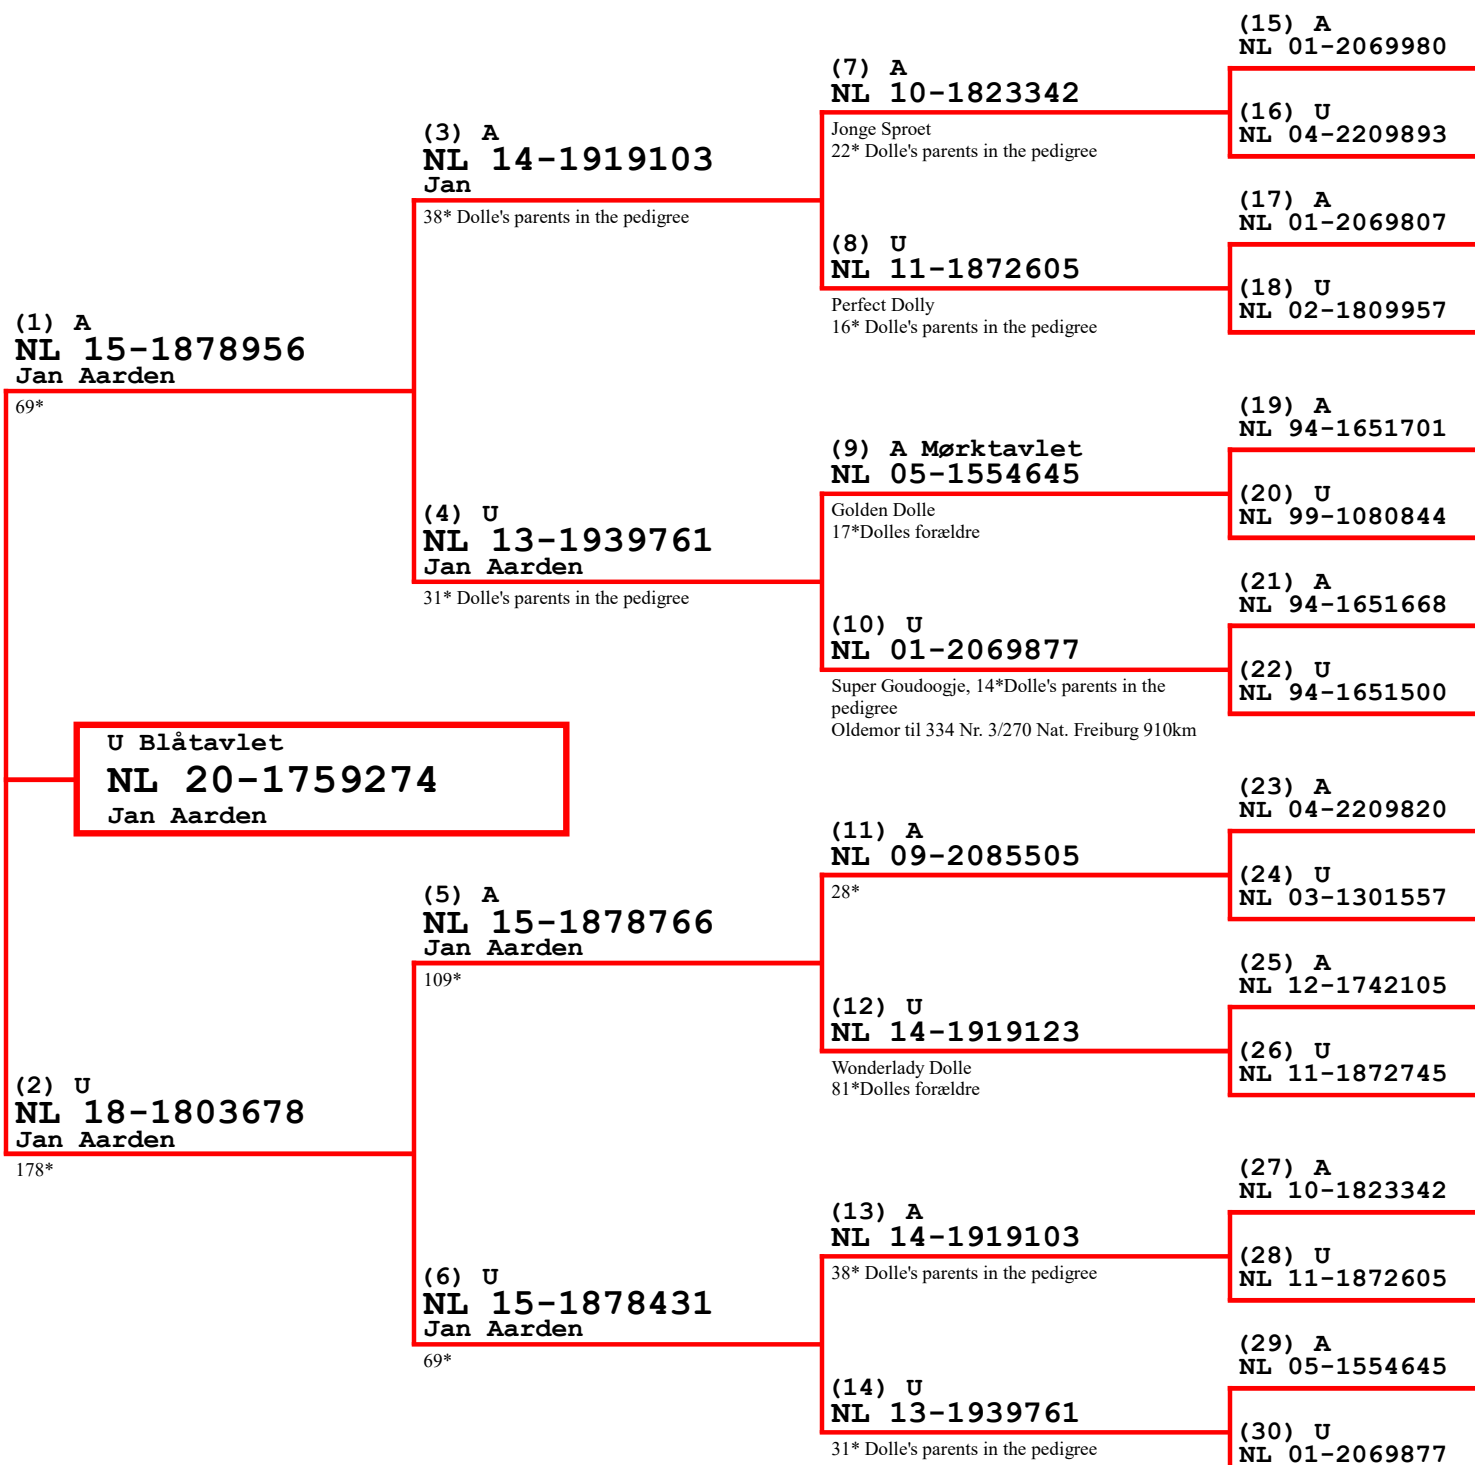 (1) A
NL 15-1878956
Jan Aarden
69*
U Blåtavlet
NL 20-1759274
Jan Aarden
(2) U
NL 18-1803678
Jan Aarden
178*
(3) A
NL 14-1919103
Jan
38* Dolle's parents in the pedigree
(4) U
NL 13-1939761
Jan Aarden
31* Dolle's parents in the pedigree
(5) A
NL 15-1878766
Jan Aarden
109*
(6) U
NL 15-1878431
Jan Aarden
69*
(7) A
NL 10-1823342
Jonge Sproet
22* Dolle's parents in the pedigree
(8) U
NL 11-1872605
Perfect Dolly
16* Dolle's parents in the pedigree
(9) A Mørktavlet
NL 05-1554645
Golden Dolle
17*Dolles forældre
(10) U
NL 01-2069877
Super Goudoogje, 14*Dolle's parents in the
pedigree
Oldemor til 334 Nr. 3/270 Nat. Freiburg 910km
(11) A
NL 09-2085505
28*
(12) U
NL 14-1919123
Wonderlady Dolle
81*Dolles forældre
(13) A
NL 14-1919103
38* Dolle's parents in the pedigree
(14) U
NL 13-1939761
31* Dolle's parents in the pedigree
(15) A
NL 01-2069980
(16) U
NL 04-2209893
(17) A
NL 01-2069807
(18) U
NL 02-1809957
(19) A
NL 94-1651701
(20) U
NL 99-1080844
(21) A
NL 94-1651668
(22) U
NL 94-1651500
(23) A
NL 04-2209820
(24) U
NL 03-1301557
(25) A
NL 12-1742105
(26) U
NL 11-1872745
(27) A
NL 10-1823342
(28) U
NL 11-1872605
(29) A
NL 05-1554645
(30) U
NL 01-2069877